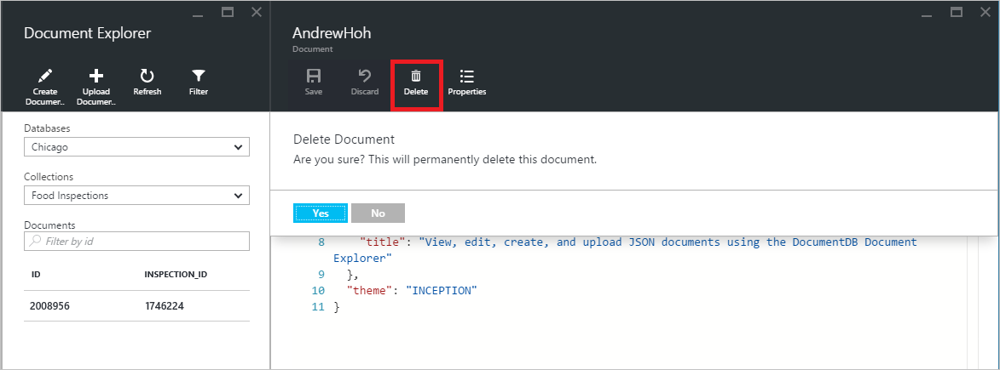 Document Explorer
Create
Documer..
Upload
Documer..
Refresh
Filter
Databases
Chicago
Collections
Food Inspections
Documents
Filter by id
ID INSPECTION_ID
2008956 1746224
AndrewHoh
Document
Save
Discard
Delete
Properties
Delete Document
Are you sure? This will permanently delete this document.
Yes
No
8 "title": "View, edit, create, and upload JSON documents using the DocumentDB Document
Explorer"
9 },
10 "theme": "INCEPTION"
11 }